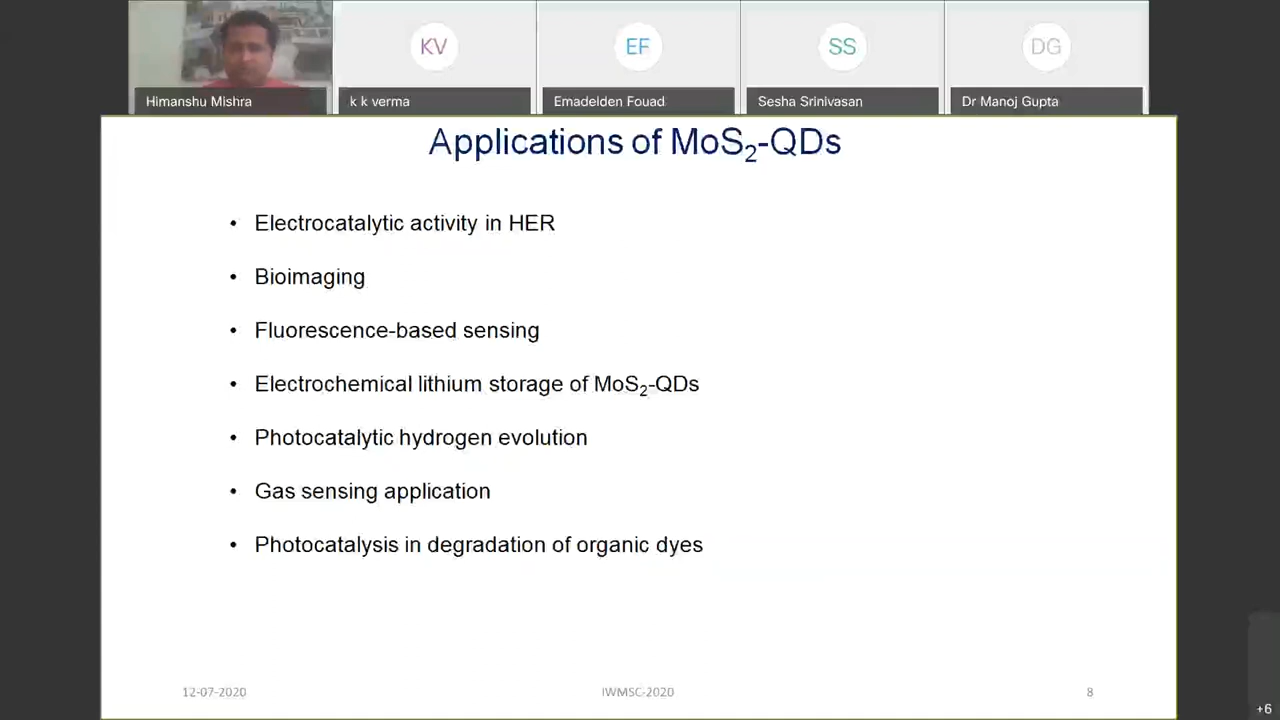 KV
EF
SS
DG
Himanshu Mishra
k k verma
Emadelden Fouad
Sesha Srinivasan
Dr Manoj Gupta
Applications of MoS₂-QDs
• Electrocatalytic activity in HER
• Bioimaging
• Fluorescence-based sensing
• Electrochemical lithium storage of MoS₂-QDs
• Photocatalytic hydrogen evolution
• Gas sensing application
• Photocatalysis in degradation of organic dyes
12-07-2020
IWMSC-2020
8
+6